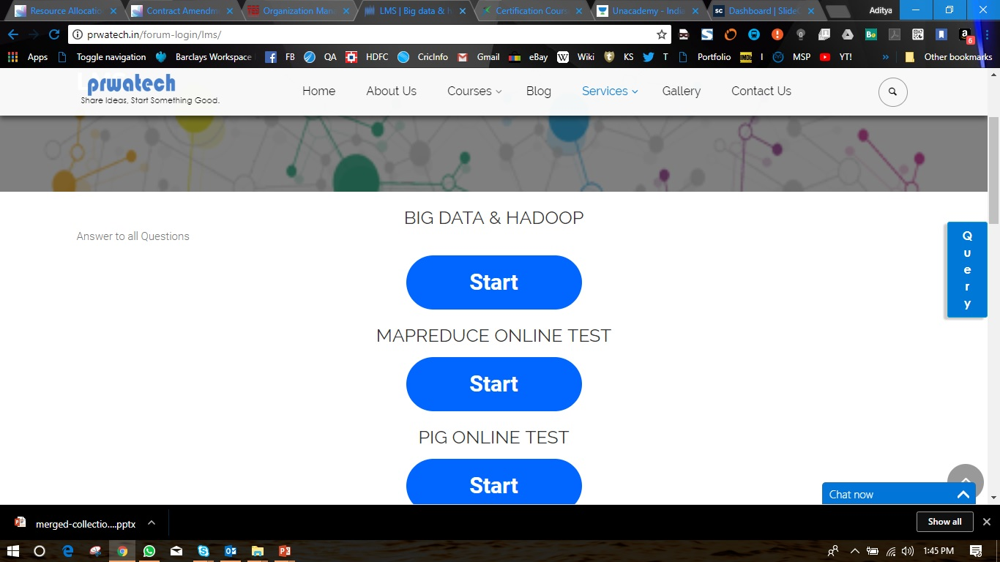 Resource Allocatio
Contract Amendme
Organization Mana
LMS | Big data & h
Certification Cours
Unacademy - India
Dashboard | Slide
Aditya
prwatech.in/forum-login/lms/
Apps
Toggle navigation
Barclays Workspace
FB
QA
HDFC
CricInfo
Gmail
eBay
Wiki
KS
T
Portfolio
I
MSP
YT!
Other bookmarks
prwatech
Share Ideas, Start Something Good.
Home
About Us
Courses
Blog
Services
Gallery
Contact Us
BIG DATA & HADOOP
Answer to all Questions
Start
Query
MAPREDUCE ONLINE TEST
Start
PIG ONLINE TEST
Start
Chat now
merged-collectio....pptx
Show all
1:45 PM